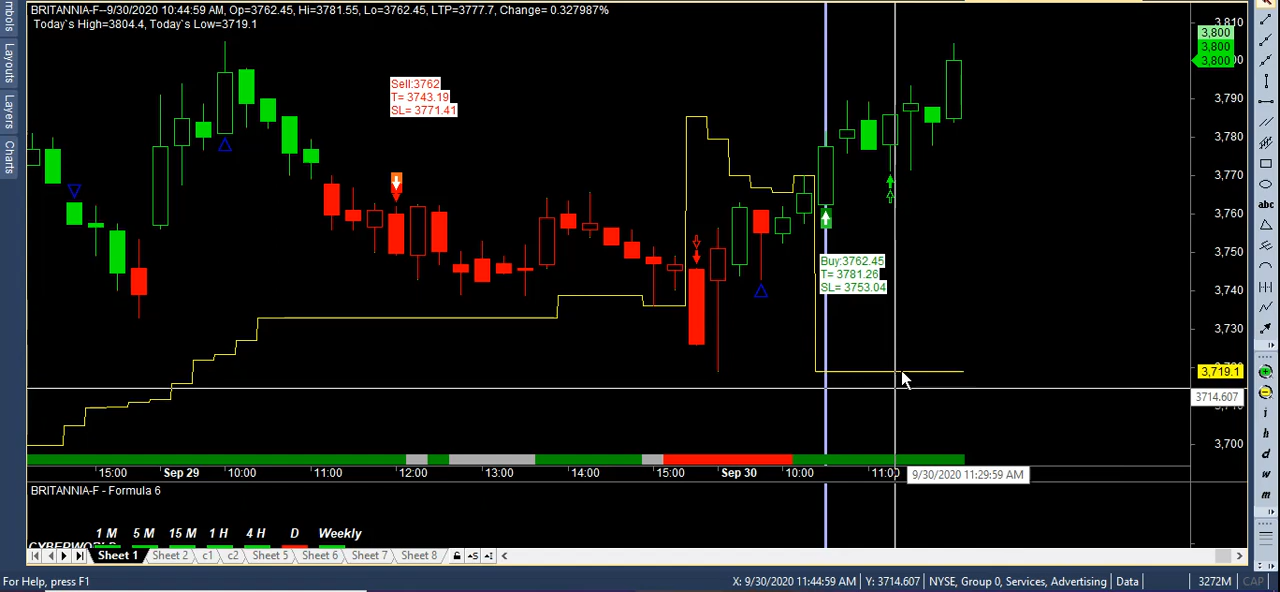 mbols
Layouts
Layers
Charts
BRITANNIA-F--9/30/2020 10:44:59 AM, Op=3762.45, Hi=3781.55, Lo=3762.45, LTP=3777.7, Change= 0.327987%
Today`s High=3804.4, Today`s Low=3719.1
Sell:3762
T= 3743.19
SL= 3771.41
Buy:3762.45
T= 3781.26
SL= 3753.04
3,810
3,800
3,800
3,800
3,790
3,780
3,770
3,760
3,750
3,740
3,730
3,719.1
3714.607
3,700
15:00 Sep 29 10:00 11:00 12:00 13:00 14:00 15:00 Sep 30 10:00 11:00
9/30/2020 11:29:59 AM
BRITANNIA-F - Formula 6
1 M 5 M 15 M 1 H 4 H D Weekly
CYBERWORLD
Sheet 1 Sheet 2 c1 c2 Sheet 5 Sheet 6 Sheet 7 Sheet 8
For Help, press F1
X: 9/30/2020 10:44:59 AM Y: 3714.607 NYSE, Group 0, Services, Advertising Data 3272M CAP
abc
i
h
d
w
m